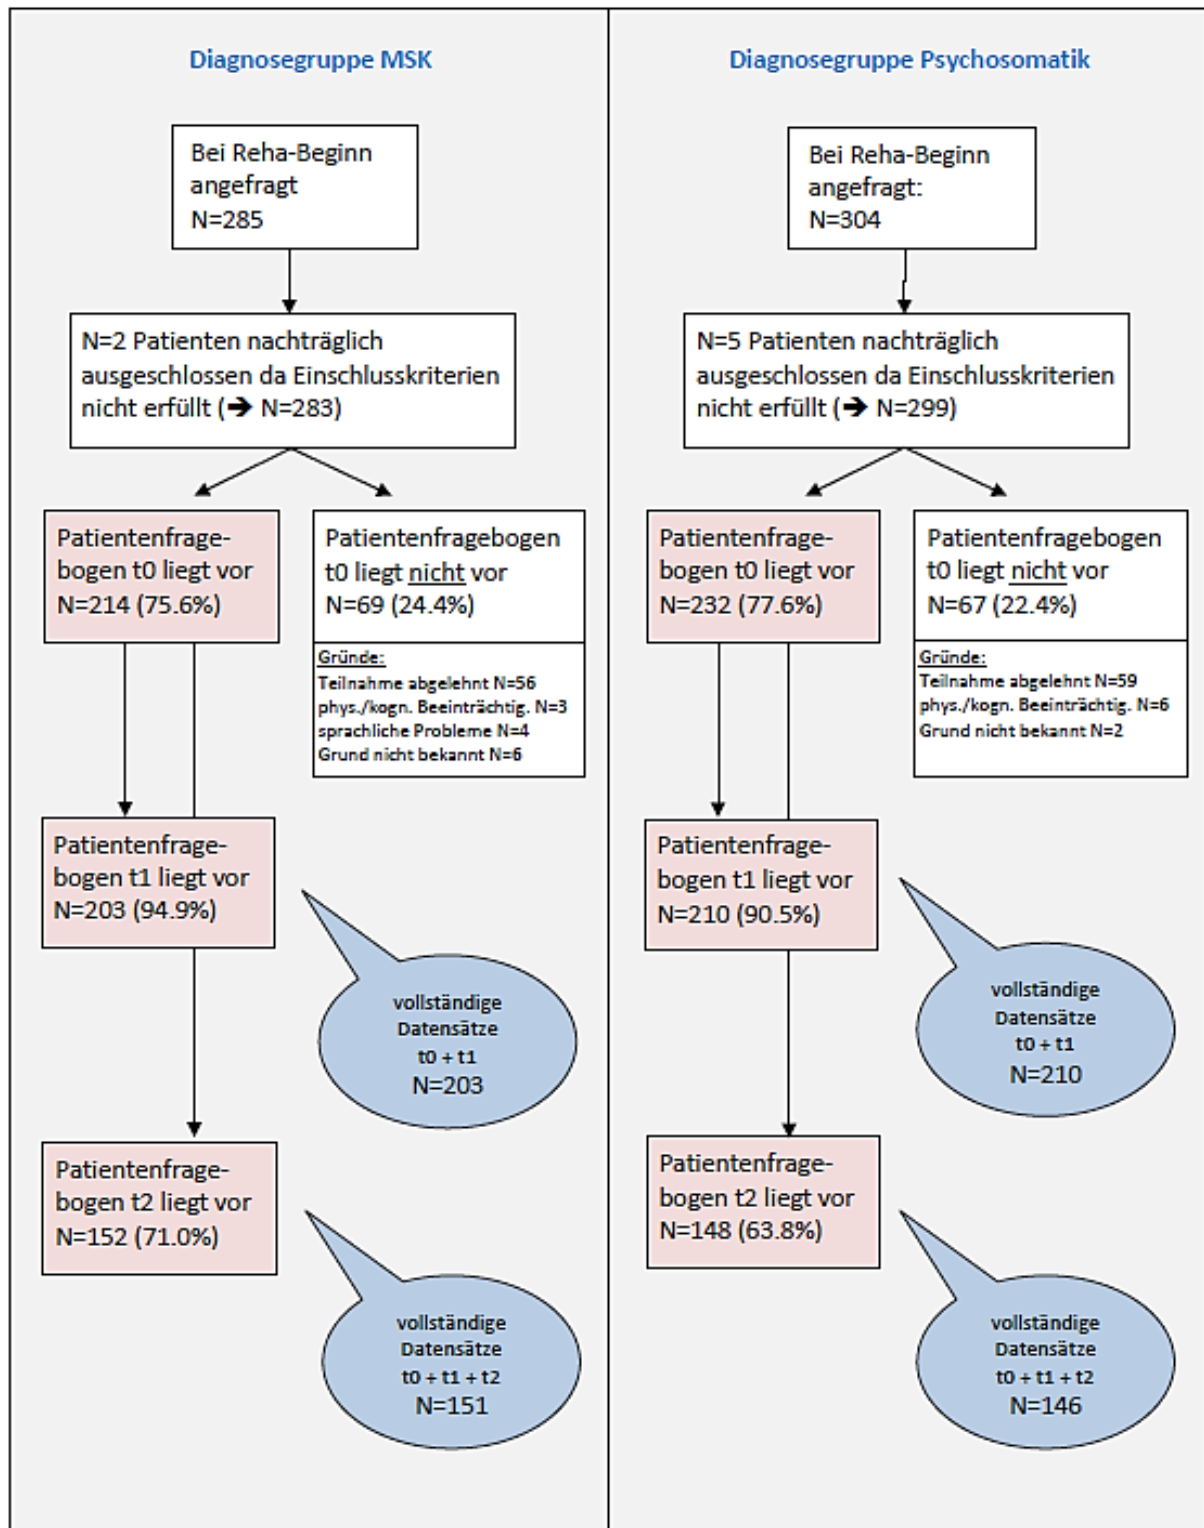 Diagnosegruppe MSK
Bei Reha-Beginn
angefragt
N=285
N=2 Patienten nachträglich
ausgeschlossen da Einschlusskriterien
nicht erfüllt (➔ N=283)
Patientenfrage-
bogen t0 liegt vor
N=214 (75.6%)
Patientenfragebogen
t0 liegt nicht vor
N=69 (24.4%)
Gründe:
Teilnahme abgelehnt N=56
phys./kogn. Beeinträchtig. N=3
sprachliche Probleme N=4
Grund nicht bekannt N=6
Patientenfrage-
bogen t1 liegt vor
N=203 (94.9%)
vollständige
Datensätze
t0 + t1
N=203
Patientenfrage-
bogen t2 liegt vor
N=152 (71.0%)
vollständige
Datensätze
t0 + t1 + t2
N=151
Diagnosegruppe Psychosomatik
Bei Reha-Beginn
angefragt:
N=304
N=5 Patienten nachträglich
ausgeschlossen da Einschlusskriterien
nicht erfüllt (➔ N=299)
Patientenfrage-
bogen t0 liegt vor
N=232 (77.6%)
Patientenfragebogen
t0 liegt nicht vor
N=67 (22.4%)
Gründe:
Teilnahme abgelehnt N=59
phys./kogn. Beeinträchtig. N=6
Grund nicht bekannt N=2
Patientenfrage-
bogen t1 liegt vor
N=210 (90.5%)
vollständige
Datensätze
t0 + t1
N=210
Patientenfrage-
bogen t2 liegt vor
N=148 (63.8%)
vollständige
Datensätze
t0 + t1 + t2
N=146